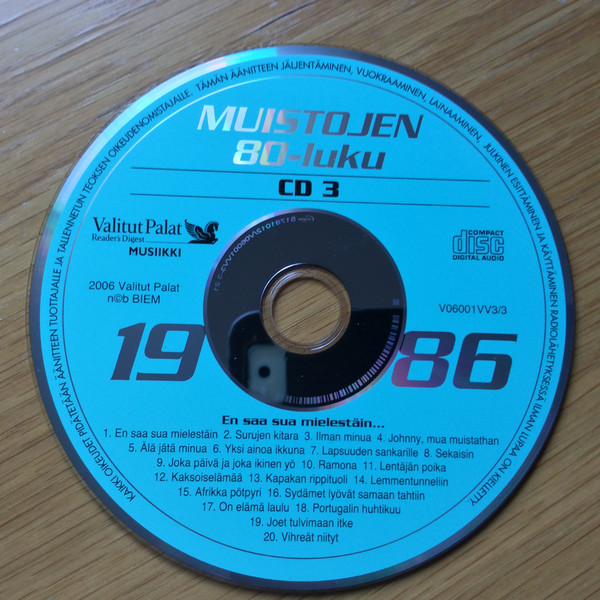 KAIKKI OIKEUDET PIDÄTETÄÄN ÄÄNITTEEN TUOTTAJALLE JA TALLENNETUN TEOKSEN OIKEUDENOMISTAJALLE. TÄMÄN ÄÄNITTEEN JÄLJENTÄMINEN, VUOKRAAMINEN, LAINAAMINEN, JULKINEN ESITTÄMINEN JA KÄYTTÄMINEN RADIOLÄHETYKSESSÄ ILMAN LUPAA ON KIELLETTY
MUISTOJEN
80-luku
CD 3
Valitut Palat
Reader's Digest
MUSIIKKI
COMPACT
disc
DIGITAL AUDIO
2006 Valitut Palat
n©b BIEM
V06001VV3/3
19 86
En saa sua mielestäin...
1. En saa sua mielestäin 2. Surujen kitara 3. Ilman minua 4. Johnny, mua muistathan
5. Älä jätä minua 6. Yksi ainoa ikkuna 7. Lapsuuden sankarille 8. Sekaisin
9. Joka päivä ja joka ikinen yö 10. Ramona 11. Lentäjän poika
12. Kaksoiselämää 13. Kapakan rippituoli 14. Lemmentunneliin
15. Afrikka pötpyri 16. Sydämet lyövät samaan tahtiin
17. On elämä laulu 18. Portugalin huhtikuu
19. Joet tulvimaan itke
20. Vihreät niityt